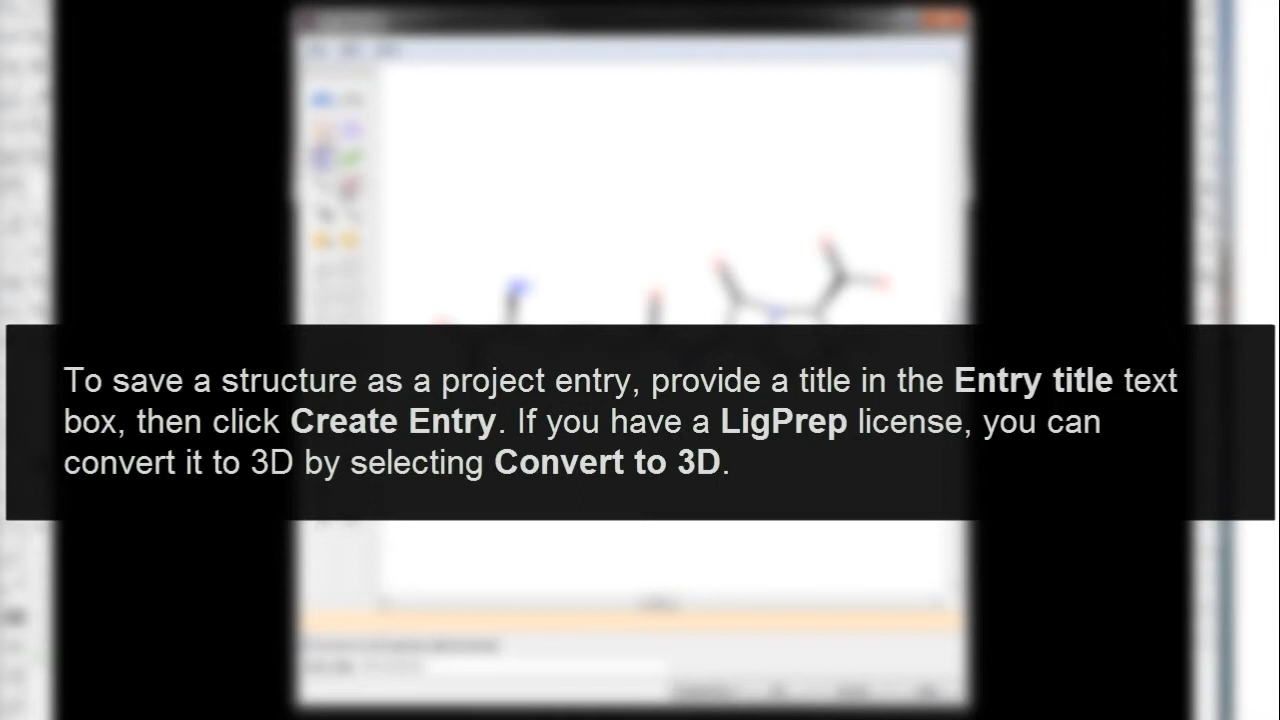 To save a structure as a project entry, provide a title in the Entry title text
box, then click Create Entry. If you have a LigPrep license, you can
convert it to 3D by selecting Convert to 3D.